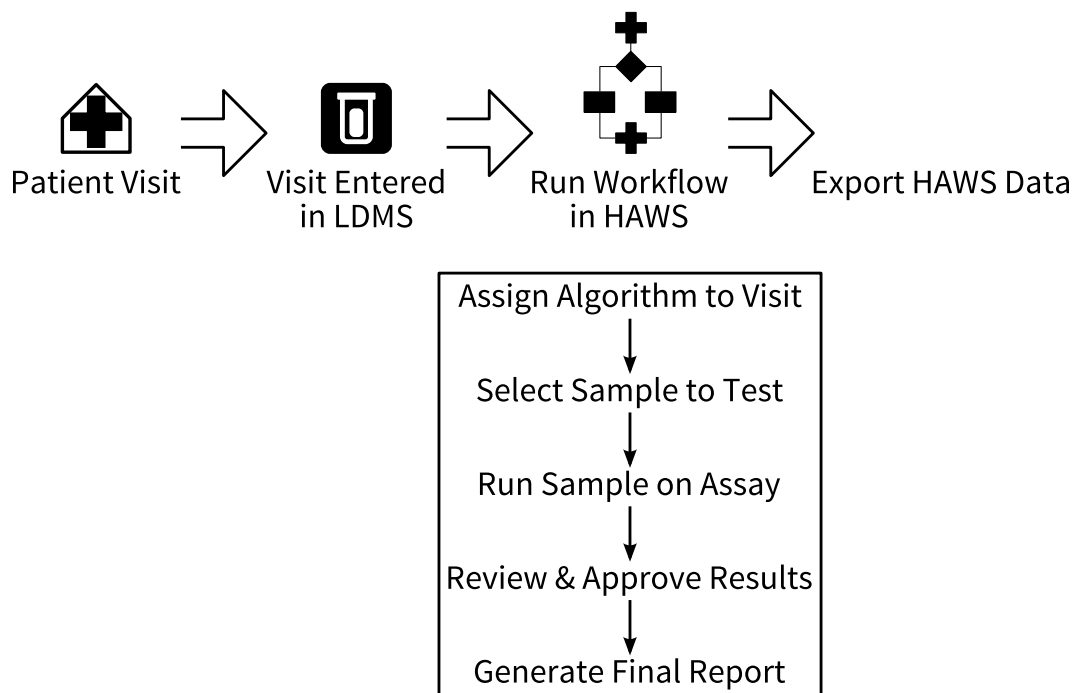 Patient Visit
Visit Entered
in LDMS
Run Workflow
in HAWS
Export HAWS Data
Assign Algorithm to Visit
Select Sample to Test
Run Sample on Assay
Review & Approve Results
Generate Final Report